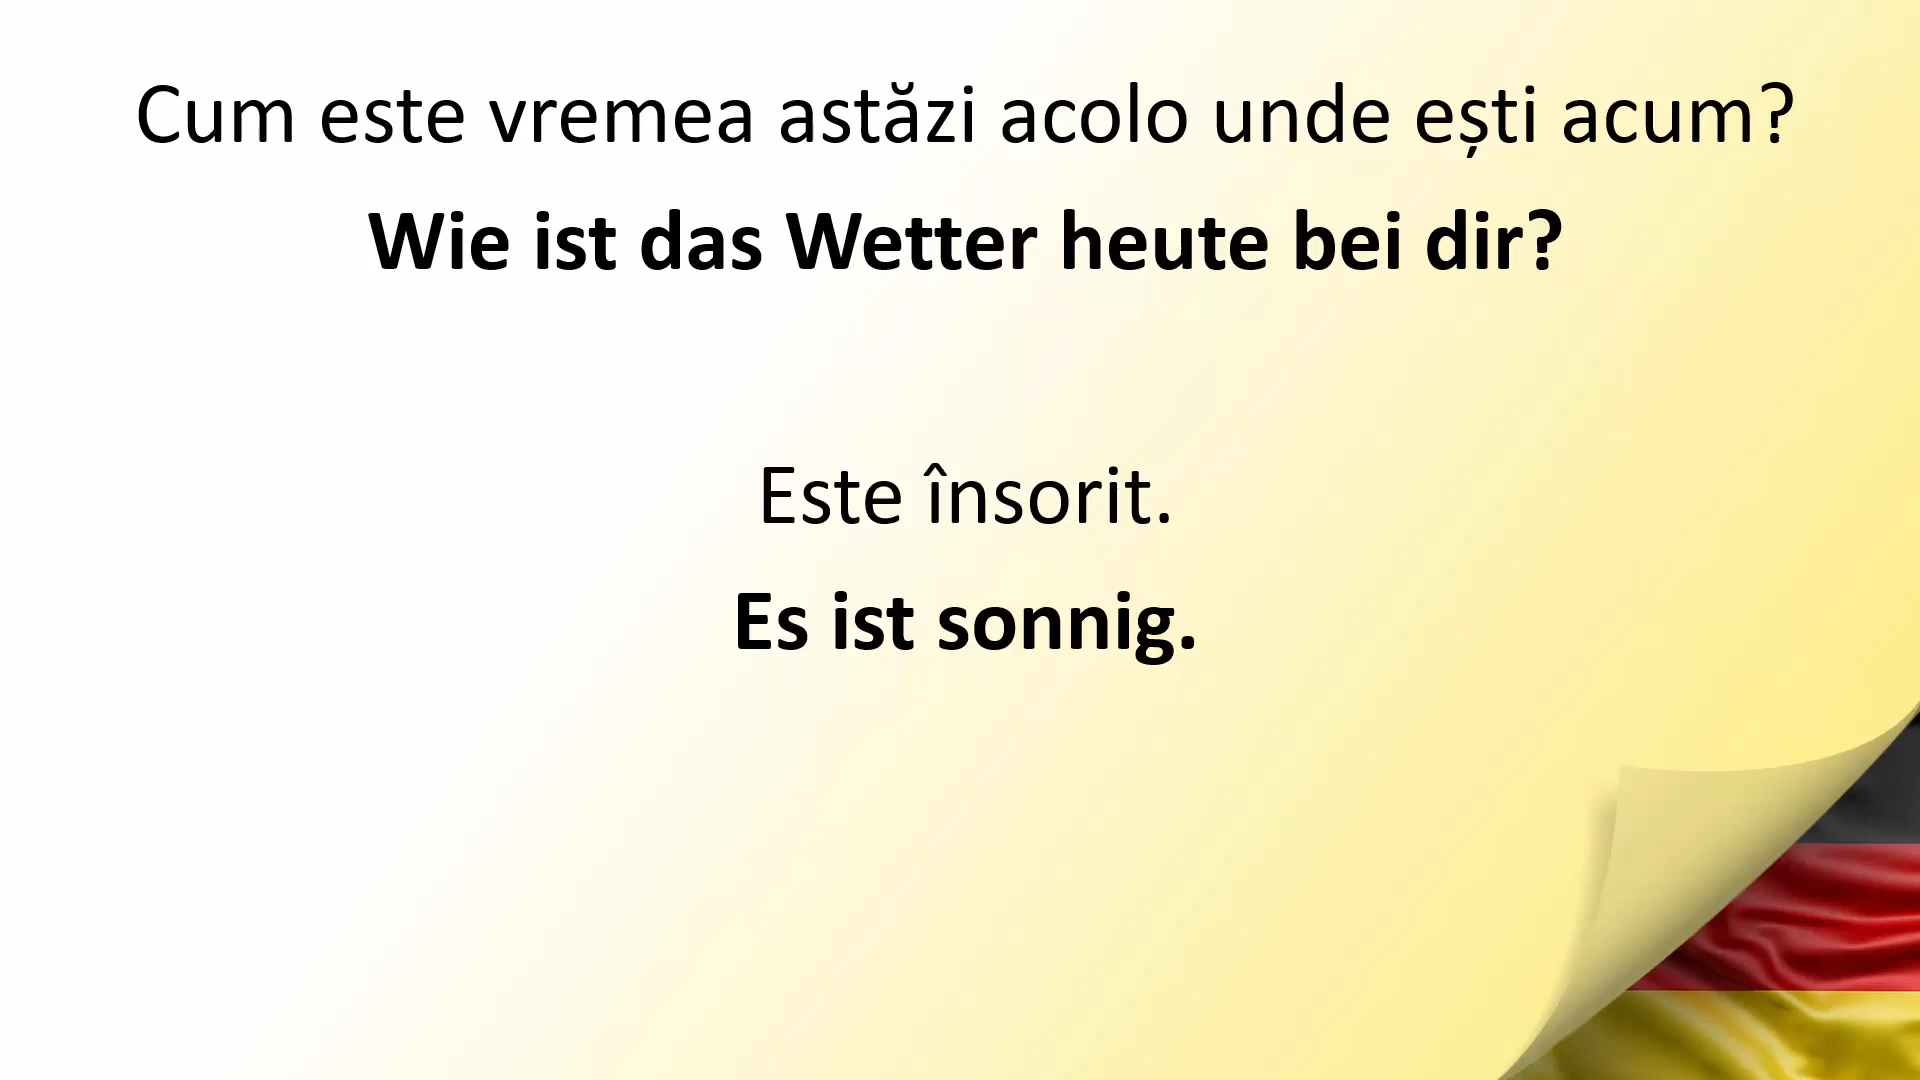 Cum este vremea astăzi acolo unde ești acum?
Wie ist das Wetter heute bei dir?
Este însorit.
Es ist sonnig.